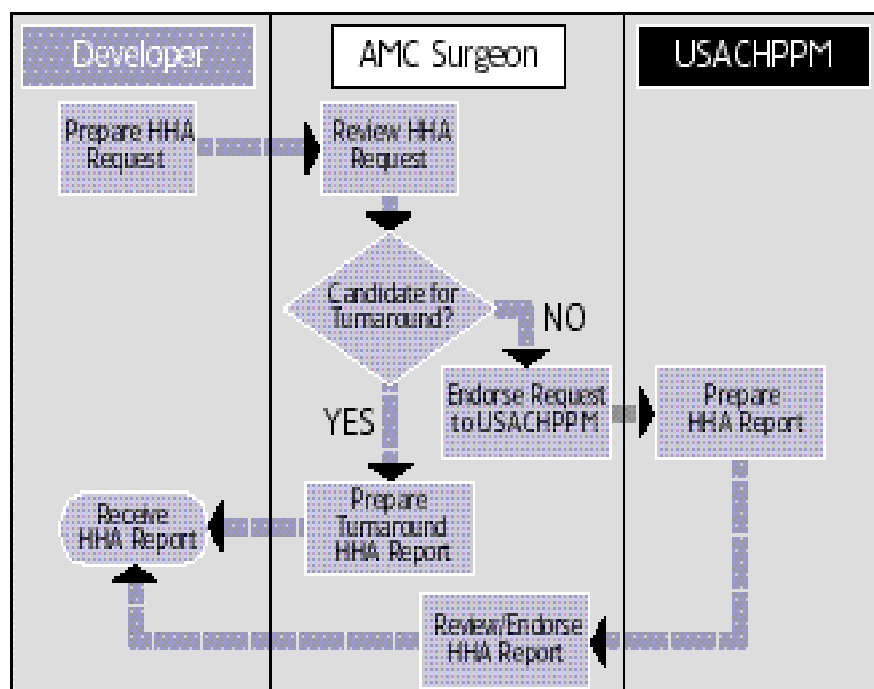 Developer
AMC Surgeon
USACHPPM
Prepare HHA
Request
Review HHA
Request
Candidate for
Turnaround?
NO
Endorse Request
to USACHPPM
Prepare
HHA Report
YES
Prepare
Turnaround
HHA Report
Receive
HHA Report
Review/Endorse
HHA Report